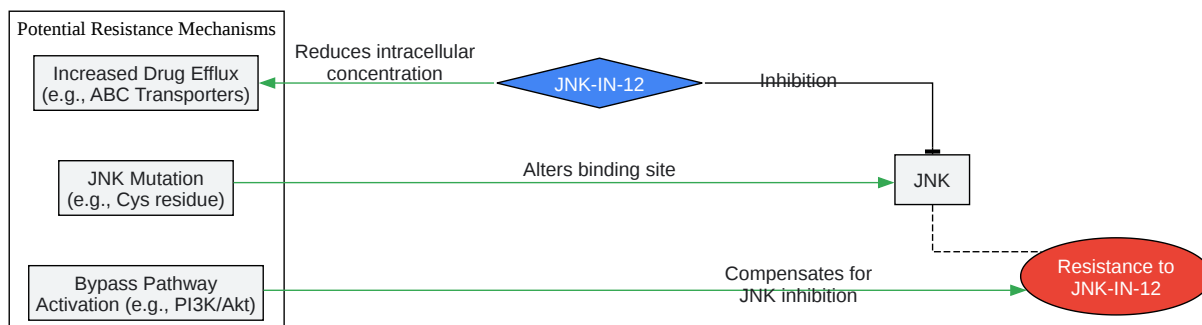 Potential Resistance Mechanisms
Increased Drug Efflux
(e.g., ABC Transporters)
Reduces intracellular
concentration
JNK-IN-12
Inhibition
JNK Mutation
(e.g., Cys residue)
Alters binding site
JNK
Bypass Pathway
Activation (e.g., PI3K/Akt)
Compensates for
JNK inhibition
Resistance to
JNK-IN-12